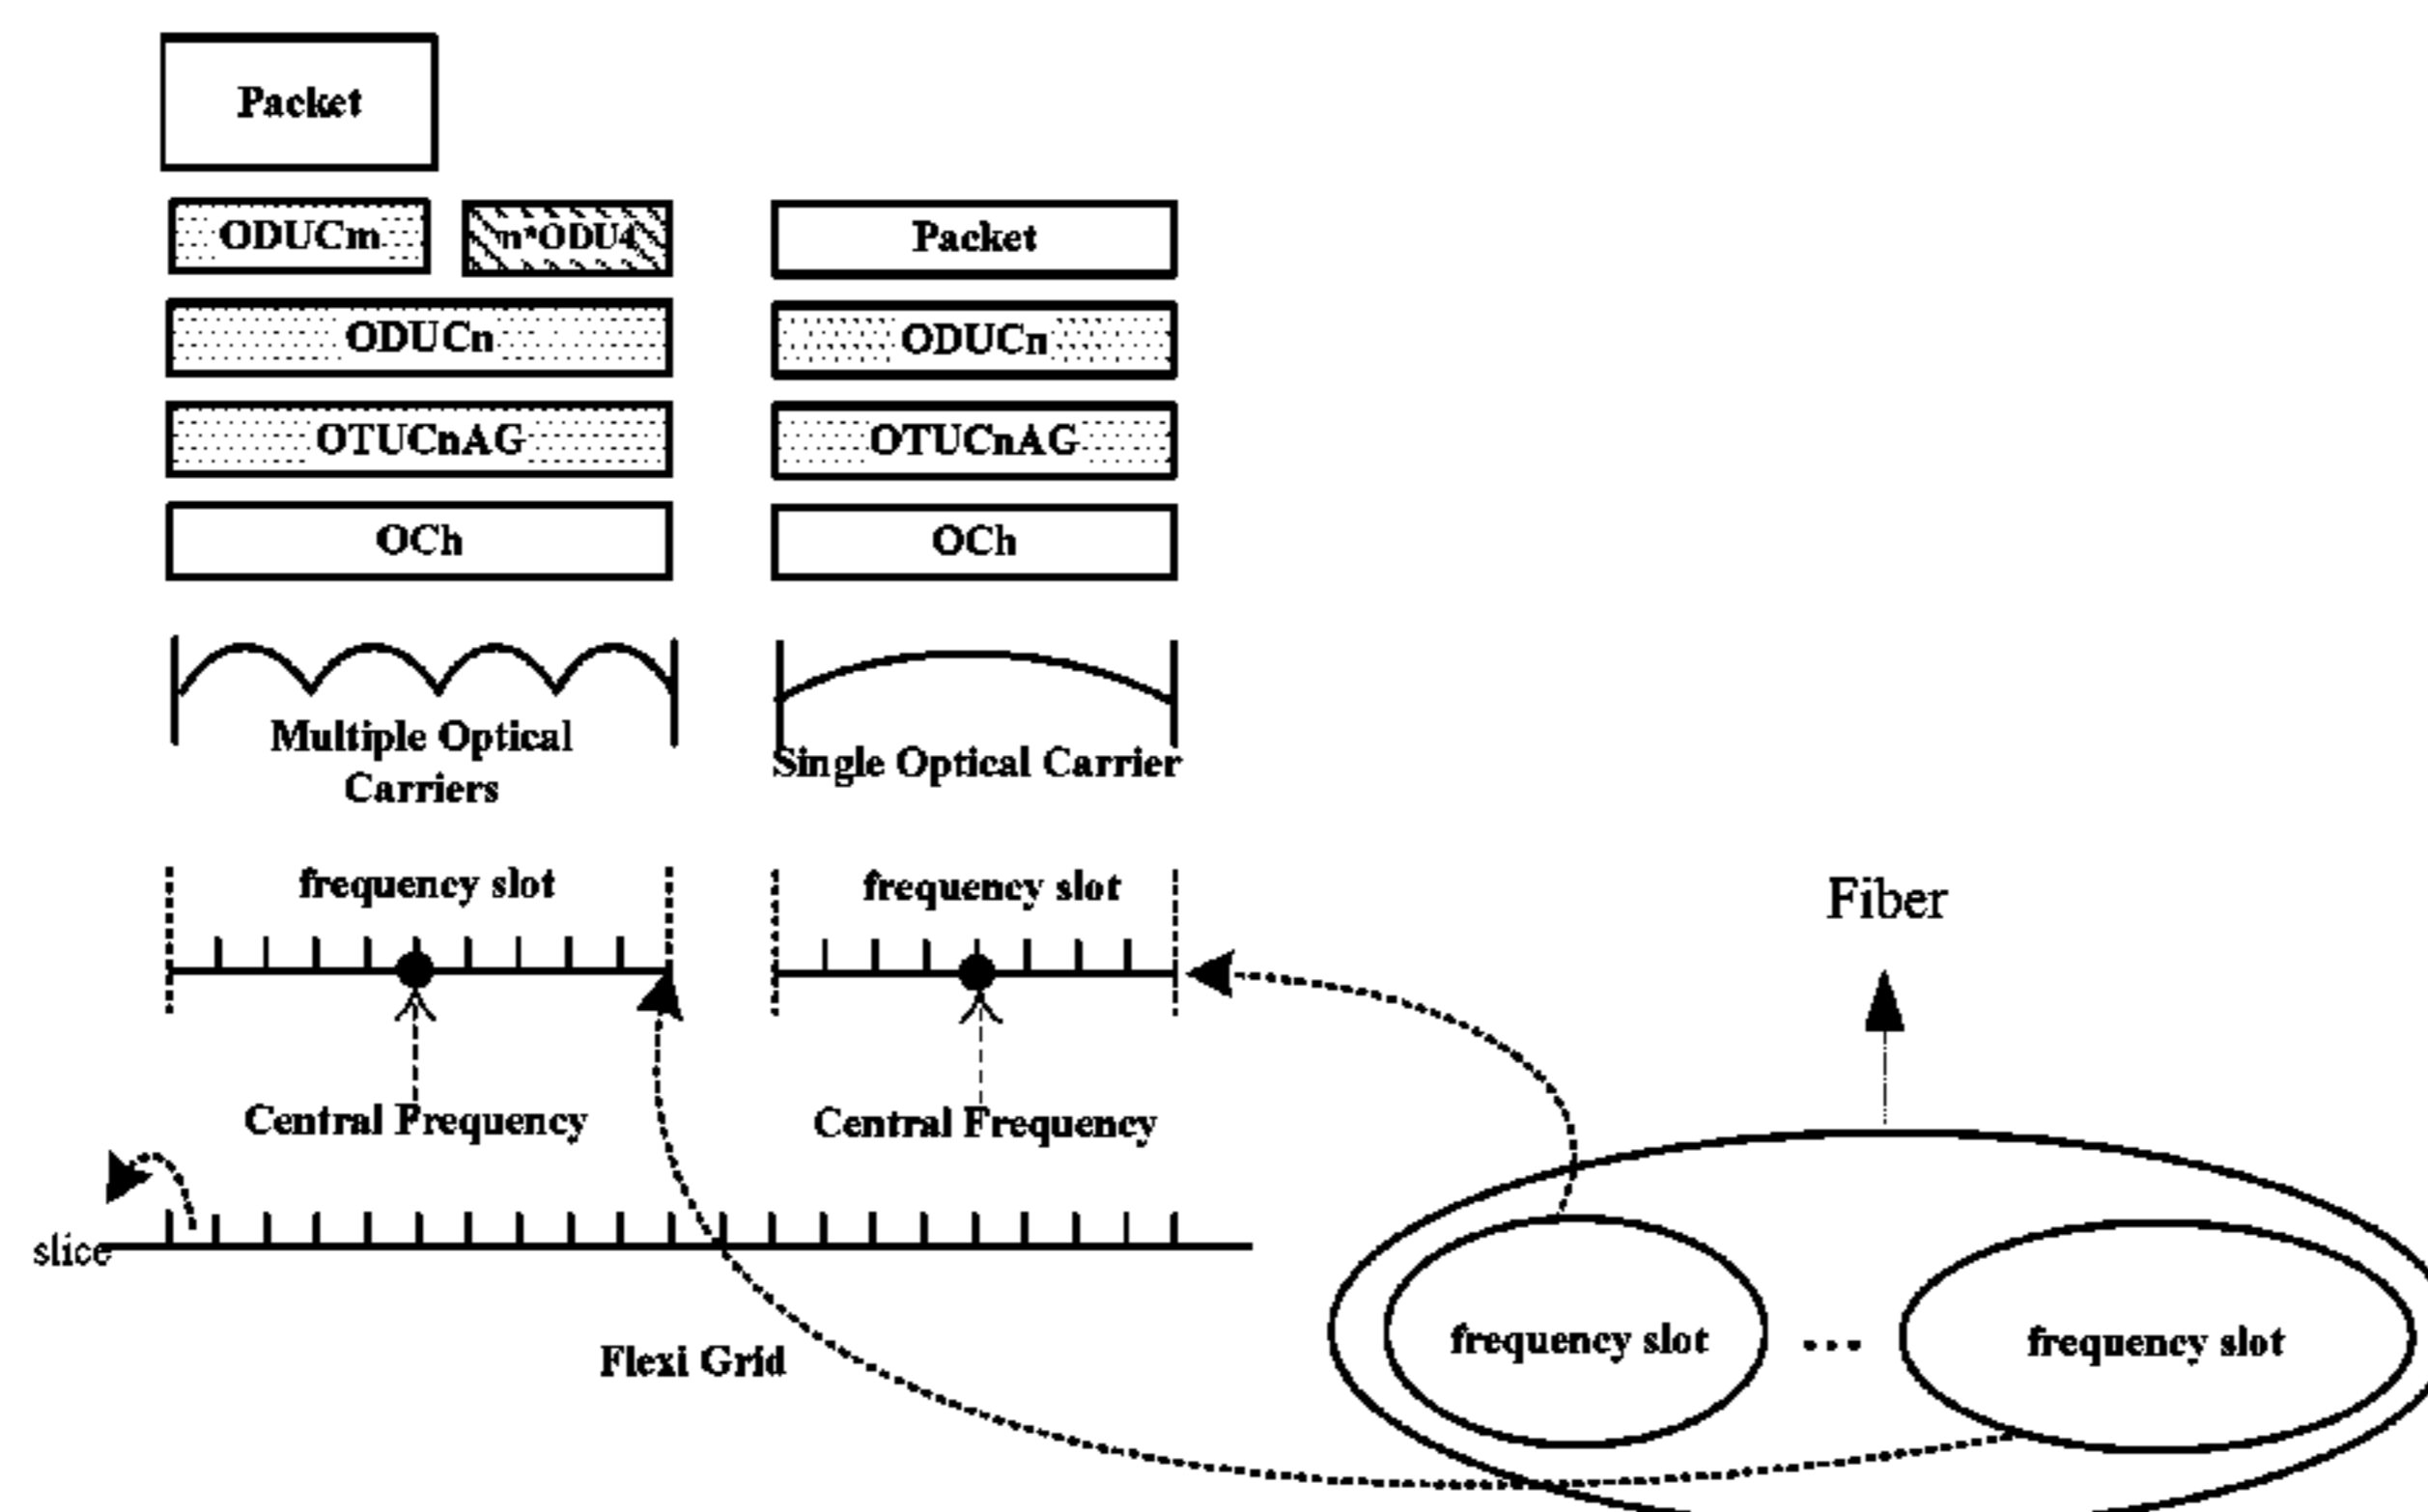 Packet
ODUCm
n*ODU4
Packet
ODUCn
ODUCn
OTUCnAG
OTUCnAG
OCh
OCh
Multiple Optical
Carriers
Single Optical Carrier
frequency slot
frequency slot
Fiber
Central Frequency
Central Frequency
slice
Flexi Grid
frequency slot
...
frequency slot